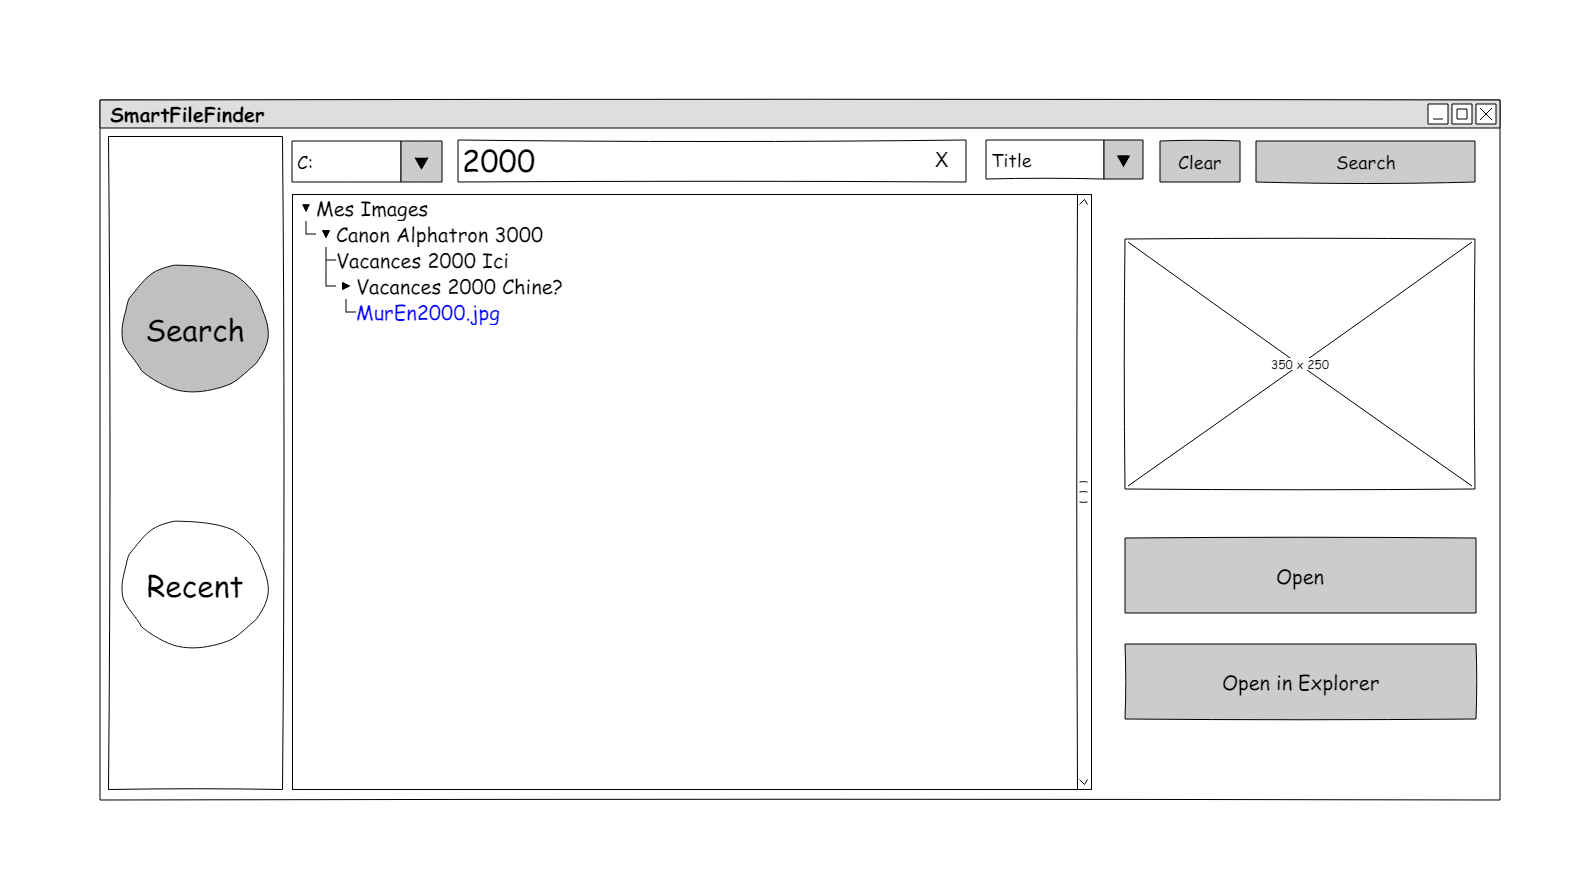 SmartFileFinder
C: 2000 X Title Clear Search
Mes Images
Canon Alphatron 3000
Vacances 2000 Ici
Vacances 2000 Chine?
MurEn2000.jpg
Search
Recent
350 x 250
Open
Open in Explorer